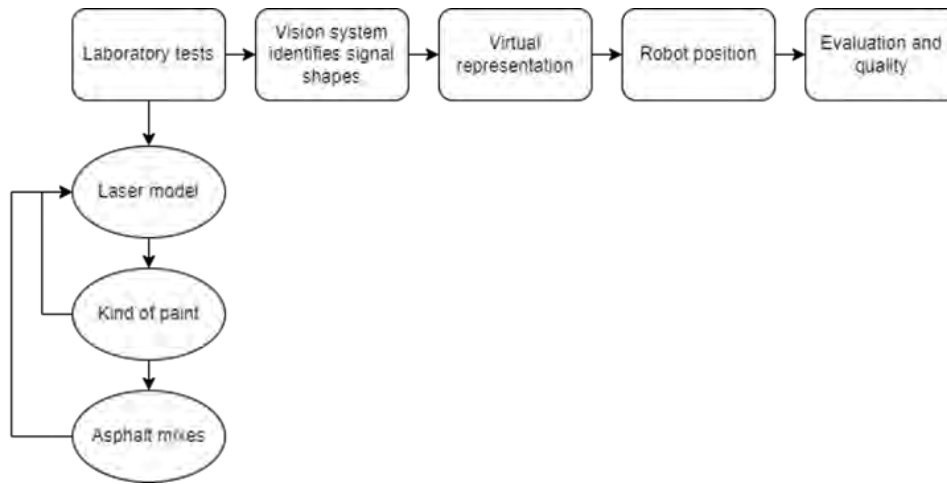 Laboratory tests
Vision system
identifies signal
shapes
Virtual
representation
Robot position
Evaluation and
quality
Laser model
Kind of paint
Asphalt mixes